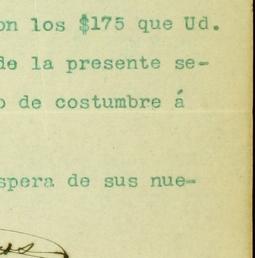 on los $175 que Ud.
de la presente se-
o de costumbre á
spera de sus nue-